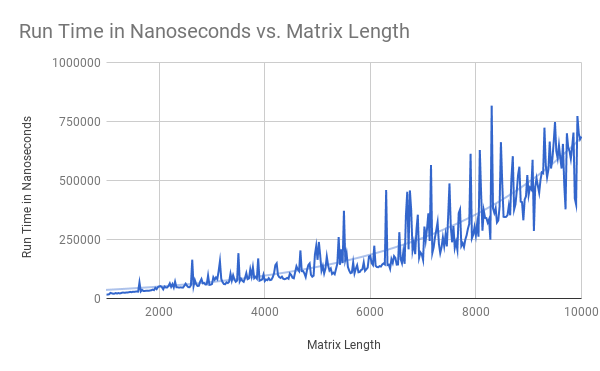 Run Time in Nanoseconds vs. Matrix Length
1000000
750000
500000
250000
0
Run Time in Nanoseconds
2000 4000 6000 8000 10000
Matrix Length